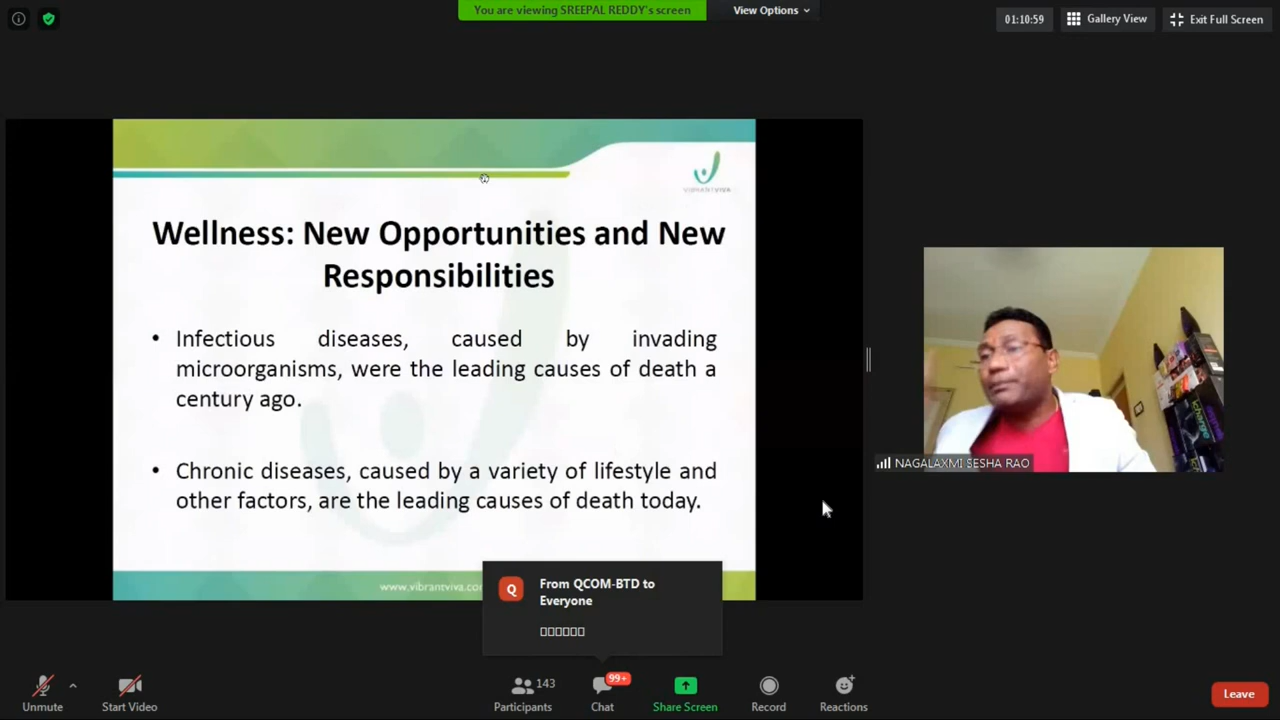 You are viewing SREEPAL REDDY's screen
View Options
01:10:59
Gallery View
Exit Full Screen
VIBRANTVIVA
Wellness: New Opportunities and New
Responsibilities
• Infectious diseases, caused by invading
microorganisms, were the leading causes of death a
century ago.
• Chronic diseases, caused by a variety of lifestyle and
other factors, are the leading causes of death today.
www.vibrantviva.co
NAGALAXMI SESHA RAO
ichange
Q
From QCOM-BTD to
Everyone
Unmute
Start Video
143
Participants
99+
Chat
Share Screen
Record
Reactions
Leave